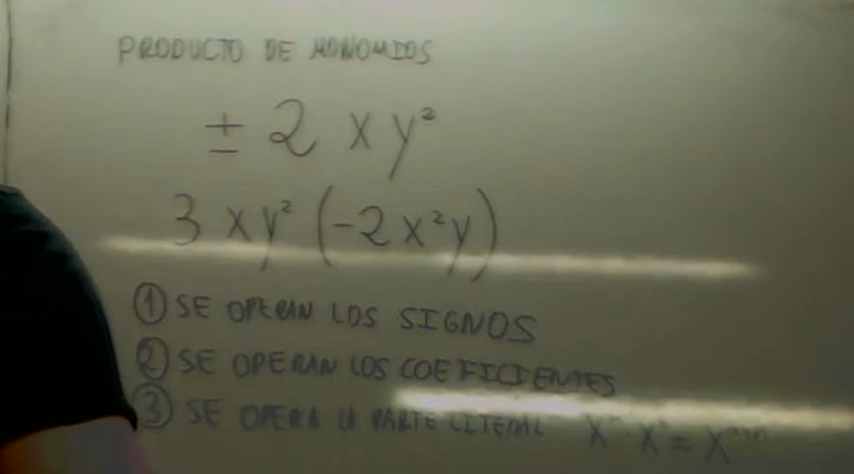 PRODUCTO DE MONOMIOS
± 2 x y²
3 x y² (-2 x² y)
① SE OPERAN LOS SIGNOS
② SE OPERAN LOS COEFICIENTES
③ SE OPERA LA PARTE LITERAL